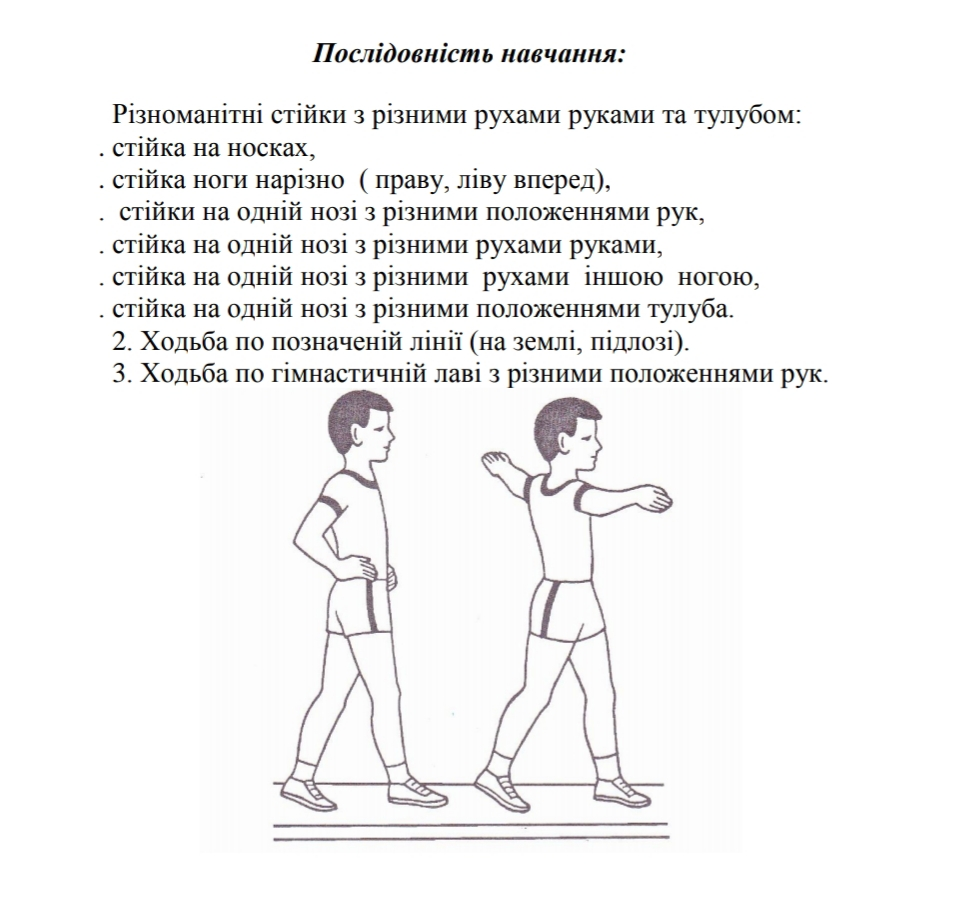 Послідовність навчання:
Різноманітні стійки з різними рухами руками та тулубом:
. стійка на носках,
. стійка ноги нарізно ( праву, ліву вперед),
. стійки на одній нозі з різними положеннями рук,
. стійка на одній нозі з різними рухами руками,
. стійка на одній нозі з різними рухами іншою ногою,
. стійка на одній нозі з різними положеннями тулуба.
2. Ходьба по позначеній лінії (на землі, підлозі).
3. Ходьба по гімнастичній лаві з різними положеннями рук.